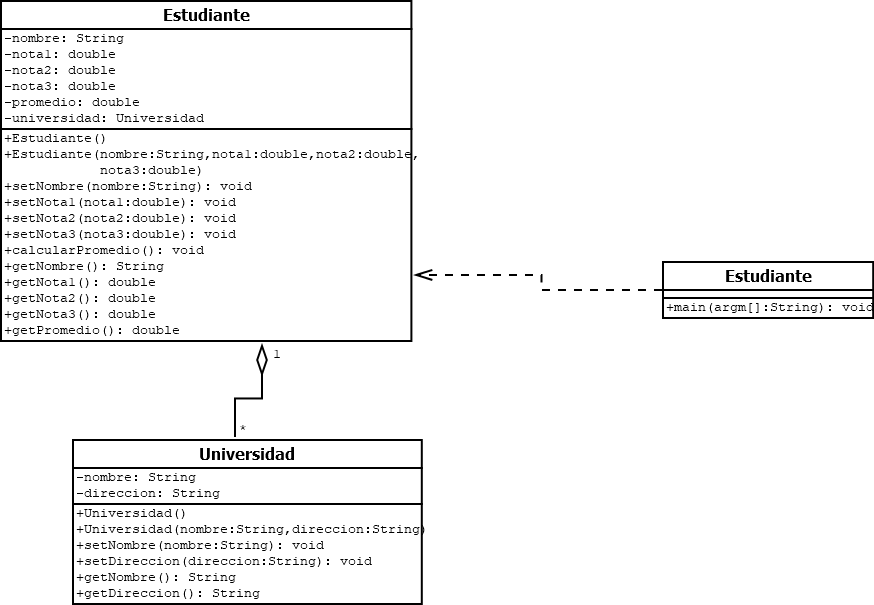 Estudiante
-nombre: String
-nota1: double
-nota2: double
-nota3: double
-promedio: double
-universidad: Universidad
+Estudiante()
+Estudiante(nombre:String,nota1:double,nota2:double,
nota3:double)
+setNombre(nombre:String): void
+setNota1(nota1:double): void
+setNota2(nota2:double): void
+setNota3(nota3:double): void
+calcularPromedio(): void
+getNombre(): String
+getNota1(): double
+getNota2(): double
+getNota3(): double
+getPromedio(): double
Estudiante
+main(argm[]:String): void
1
*
Universidad
-nombre: String
-direccion: String
+Universidad()
+Universidad(nombre:String,direccion:String)
+setNombre(nombre:String): void
+setDireccion(direccion:String): void
+getNombre(): String
+getDireccion(): String